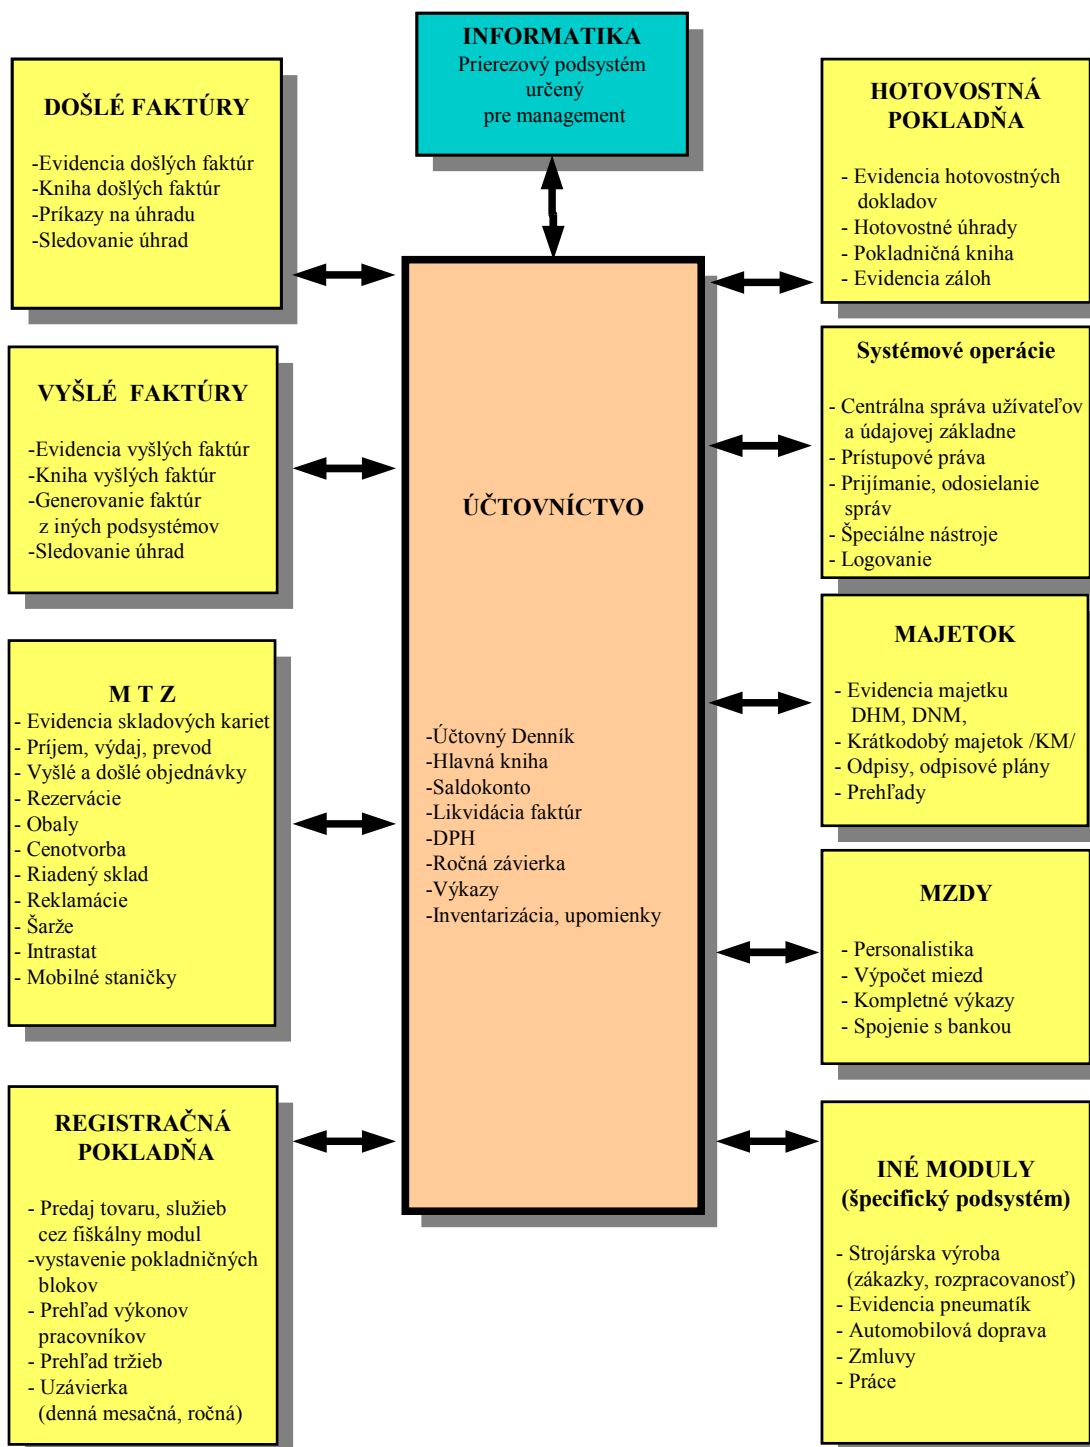 INFORMATIKA
Prierezový podsystém
určený
pre management
DOŠLÉ FAKTÚRY
-Evidencia došlých faktúr
-Kniha došlých faktúr
-Príkazy na úhradu
-Sledovanie úhrad
VYŠLÉ FAKTÚRY
-Evidencia vyšlých faktúr
-Kniha vyšlých faktúr
-Generovanie faktúr
z iných podsystémov
-Sledovanie úhrad
M T Z
- Evidencia skladových kariet
- Príjem, výdaj, prevod
- Vyšlé a došlé objednávky
- Rezervácie
- Obaly
- Cenotvorba
- Riadený sklad
- Reklamácie
- Šarže
- Intrastat
- Mobilné staničky
REGISTRAČNÁ
POKLADŇA
- Predaj tovaru, služieb
cez fiškálny modul
-vystavenie pokladničných
blokov
- Prehľad výkonov
pracovníkov
- Prehľad tržieb
- Uzávierka
(denná mesačná, ročná)
ÚČTOVNÍCTVO
-Účtovný Denník
-Hlavná kniha
-Saldokonto
-Likvidácia faktúr
-DPH
-Ročná závierka
-Výkazy
-Inventarizácia, upomienky
HOTOVOSTNÁ
POKLADŇA
- Evidencia hotovostných
dokladov
- Hotovostné úhrady
- Pokladničná kniha
- Evidencia záloh
Systémové operácie
- Centrálna správa užívateľov
a údajovej základne
- Prístupové práva
- Prijímanie, odosielanie
správ
- Špeciálne nástroje
- Logovanie
MAJETOK
- Evidencia majetku
DHM, DNM,
- Krátkodobý majetok /KM/
- Odpisy, odpisové plány
- Prehľady
MZDY
- Personalistika
- Výpočet miezd
- Kompletné výkazy
- Spojenie s bankou
INÉ MODULY
(špecifický podsystém)
- Strojárska výroba
(zákazky, rozpracovanosť)
- Evidencia pneumatík
- Automobilová doprava
- Zmluvy
- Práce